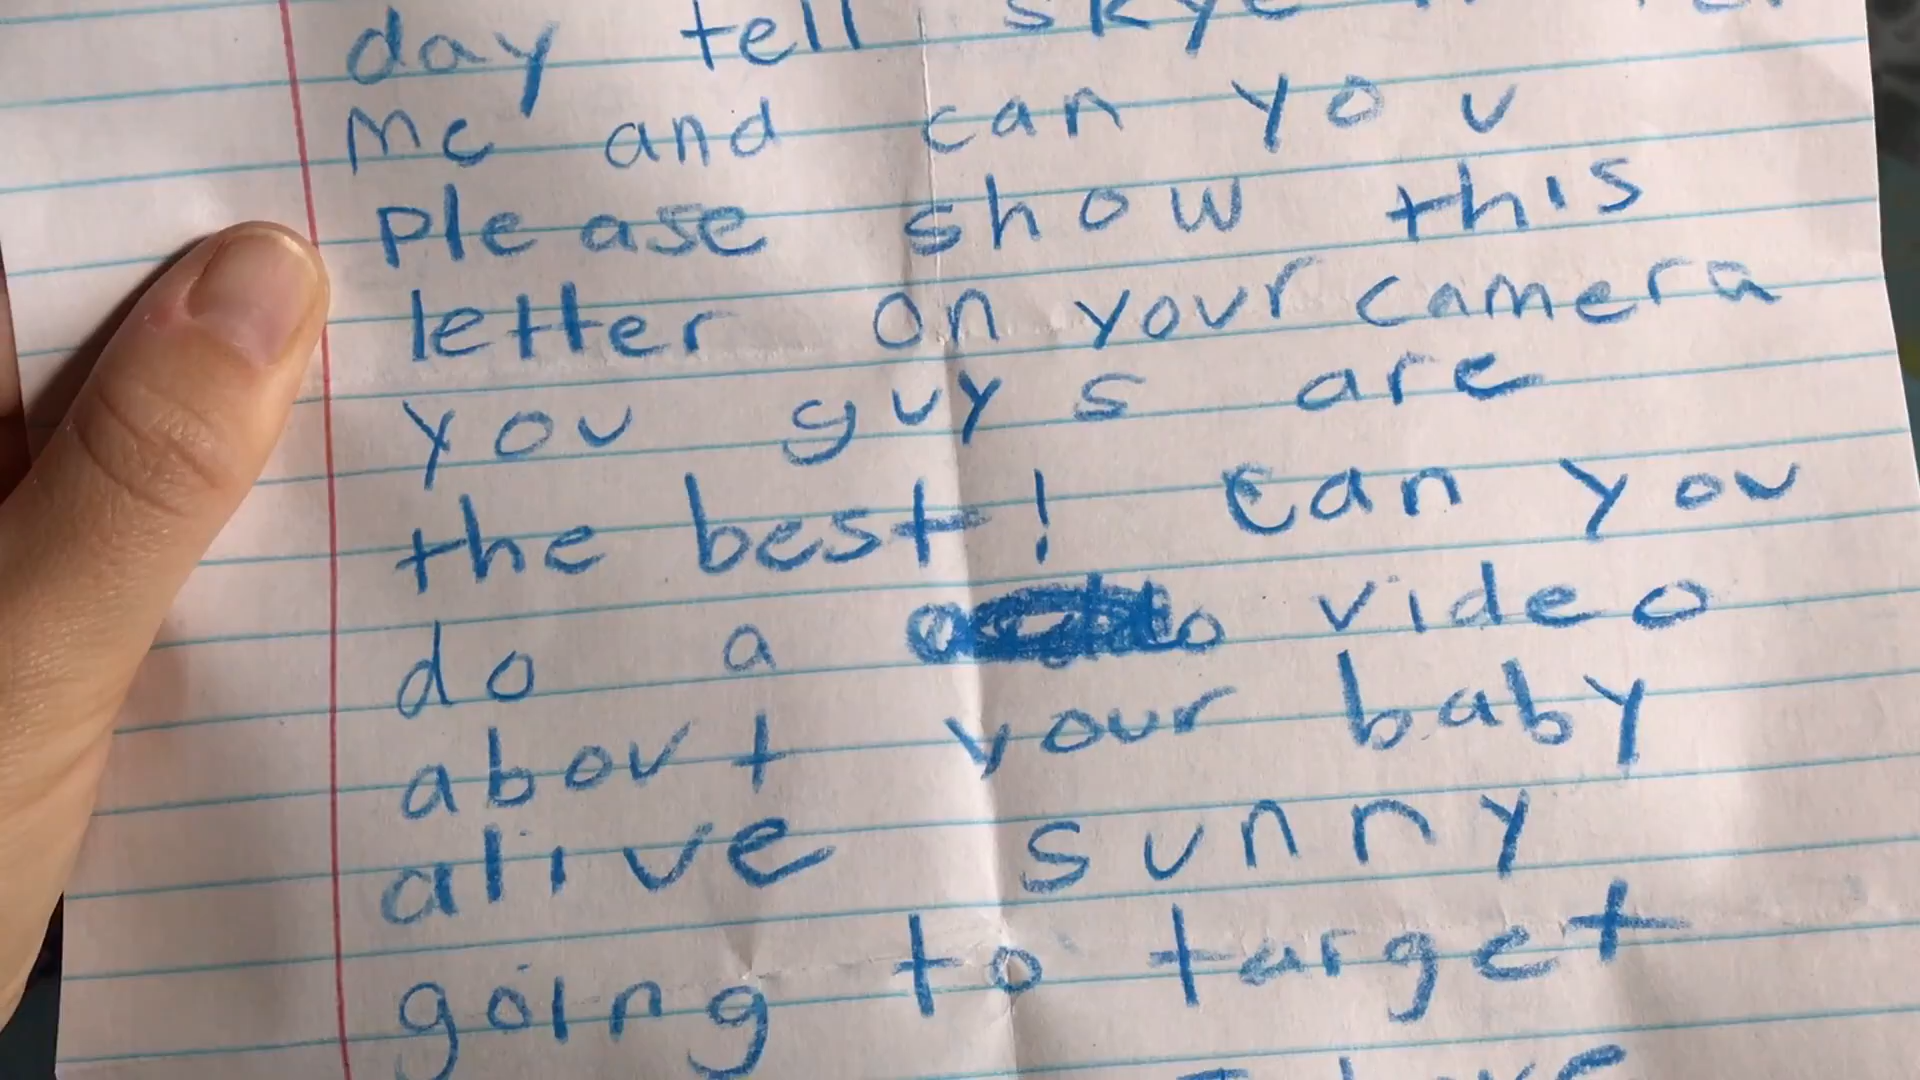 day tell skye
me and can you
please show this
letter on your camera
you guys are
the best! can you
do a video
about your baby
alive sunny
going to target